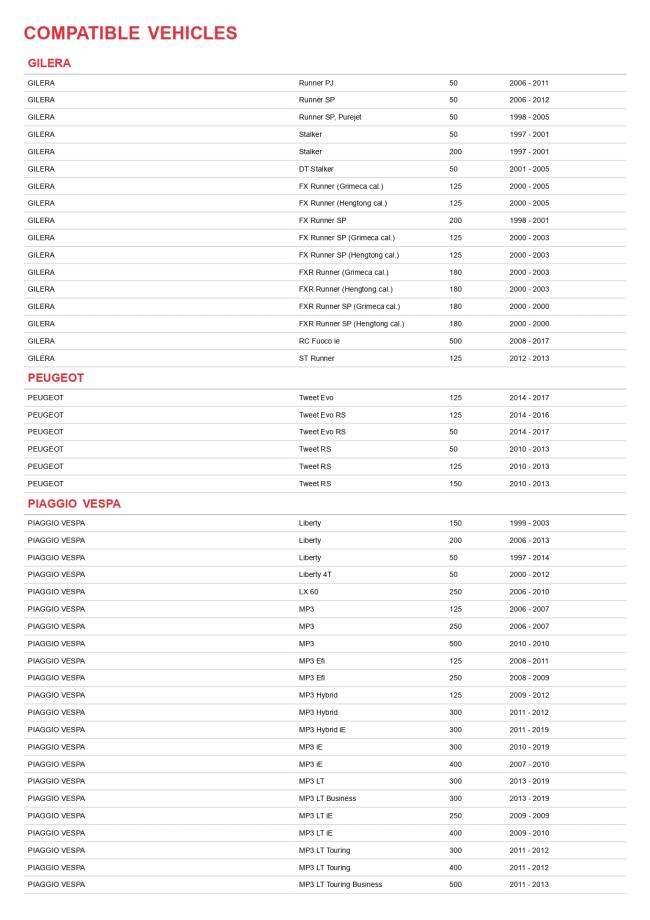 COMPATIBLE VEHICLES
GILERA
GILERA Runner PJ 50 2006 - 2011
GILERA Runner SP 50 2006 - 2012
GILERA Runner SP, Purejet 50 1998 - 2005
GILERA Stalker 50 1997 - 2001
GILERA Stalker 200 1997 - 2001
GILERA DT Stalker 50 2001 - 2005
GILERA FX Runner (Grimeca cal.) 125 2000 - 2005
GILERA FX Runner (Hengtong cal.) 125 2000 - 2005
GILERA FX Runner SP 200 1998 - 2001
GILERA FX Runner SP (Grimeca cal.) 125 2000 - 2003
GILERA FX Runner SP (Hengtong cal.) 125 2000 - 2003
GILERA FXR Runner (Grimeca cal.) 180 2000 - 2003
GILERA FXR Runner (Hengtong cal.) 180 2000 - 2003
GILERA FXR Runner SP (Grimeca cal.) 180 2000 - 2000
GILERA FXR Runner SP (Hengtong cal.) 180 2000 - 2000
GILERA RC Fuoco ie 500 2008 - 2017
GILERA ST Runner 125 2012 - 2013
PEUGEOT
PEUGEOT Tweet Evo 125 2014 - 2017
PEUGEOT Tweet Evo RS 125 2014 - 2016
PEUGEOT Tweet Evo RS 50 2014 - 2017
PEUGEOT Tweet RS 50 2010 - 2013
PEUGEOT Tweet RS 125 2010 - 2013
PEUGEOT Tweet RS 150 2010 - 2013
PIAGGIO VESPA
PIAGGIO VESPA Liberty 150 1999 - 2003
PIAGGIO VESPA Liberty 200 2006 - 2013
PIAGGIO VESPA Liberty 50 1997 - 2014
PIAGGIO VESPA Liberty 4T 50 2000 - 2012
PIAGGIO VESPA LX 60 250 2006 - 2010
PIAGGIO VESPA MP3 125 2006 - 2007
PIAGGIO VESPA MP3 250 2006 - 2007
PIAGGIO VESPA MP3 500 2010 - 2010
PIAGGIO VESPA MP3 Efi 125 2008 - 2011
PIAGGIO VESPA MP3 Efi 250 2008 - 2009
PIAGGIO VESPA MP3 Hybrid 125 2009 - 2012
PIAGGIO VESPA MP3 Hybrid 300 2011 - 2012
PIAGGIO VESPA MP3 Hybrid iE 300 2011 - 2019
PIAGGIO VESPA MP3 iE 300 2010 - 2019
PIAGGIO VESPA MP3 iE 400 2007 - 2010
PIAGGIO VESPA MP3 LT 300 2013 - 2019
PIAGGIO VESPA MP3 LT Business 300 2013 - 2019
PIAGGIO VESPA MP3 LT iE 250 2009 - 2009
PIAGGIO VESPA MP3 LT iE 400 2009 - 2010
PIAGGIO VESPA MP3 LT Touring 300 2011 - 2012
PIAGGIO VESPA MP3 LT Touring 400 2011 - 2012
PIAGGIO VESPA MP3 LT Touring Business 500 2011 - 2013